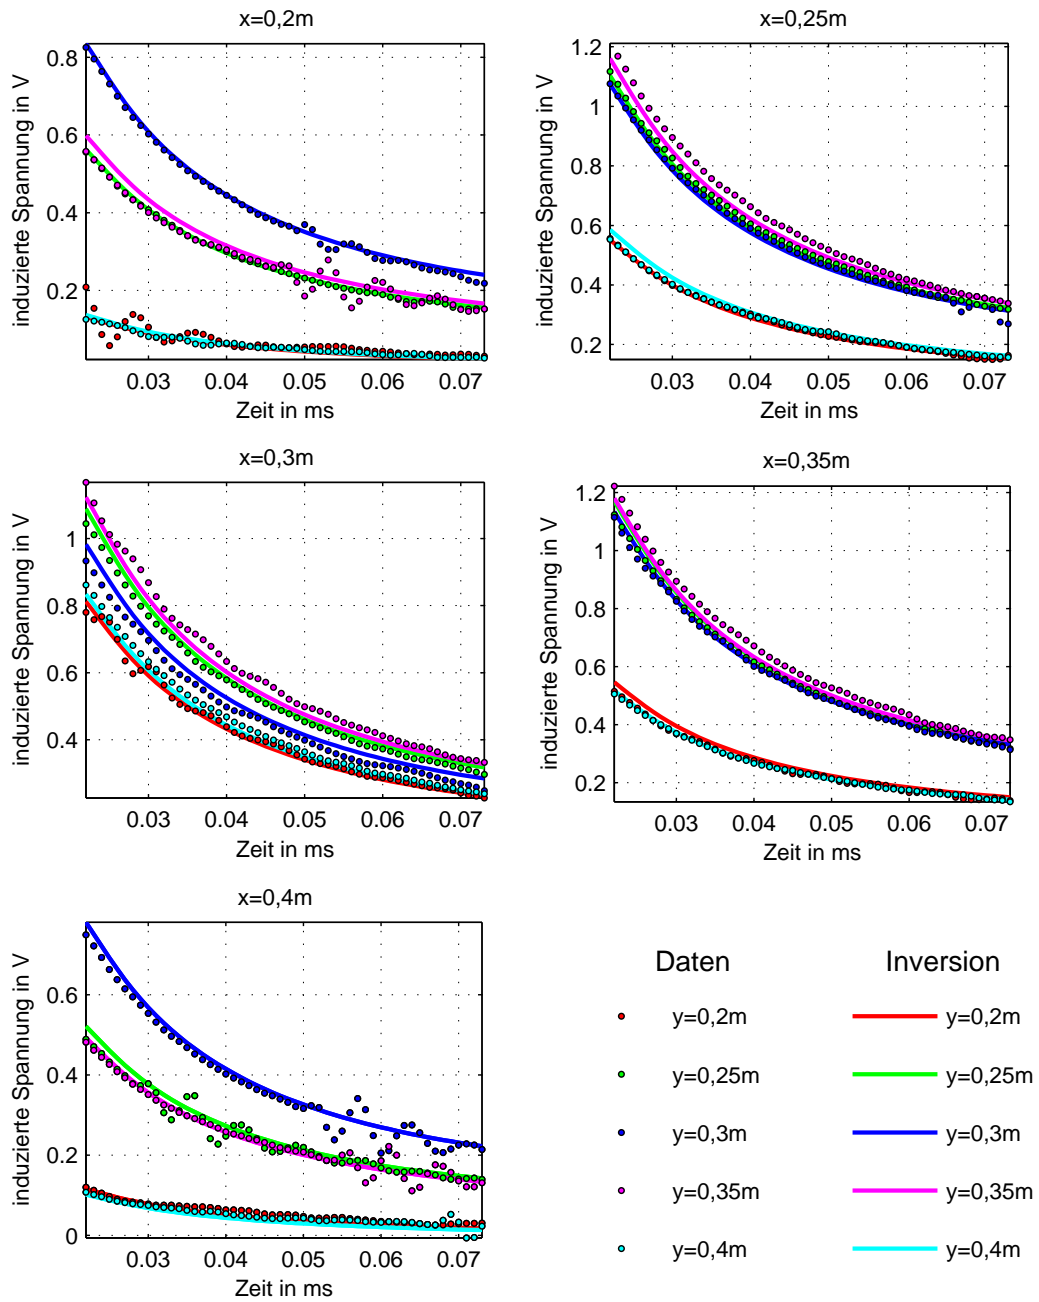 x=0,2m
induzierte Spannung in V
0.8
0.6
0.4
0.2
0.03 0.04 0.05 0.06 0.07
Zeit in ms
x=0,25m
induzierte Spannung in V
1.2
1
0.8
0.6
0.4
0.2
0.03 0.04 0.05 0.06 0.07
Zeit in ms
x=0,3m
induzierte Spannung in V
1
0.8
0.6
0.4
0.03 0.04 0.05 0.06 0.07
Zeit in ms
x=0,35m
induzierte Spannung in V
1.2
1
0.8
0.6
0.4
0.2
0.03 0.04 0.05 0.06 0.07
Zeit in ms
x=0,4m
induzierte Spannung in V
0.6
0.4
0.2
0
0.03 0.04 0.05 0.06 0.07
Zeit in ms
Daten Inversion
y=0,2m y=0,2m
y=0,25m y=0,25m
y=0,3m y=0,3m
y=0,35m y=0,35m
y=0,4m y=0,4m